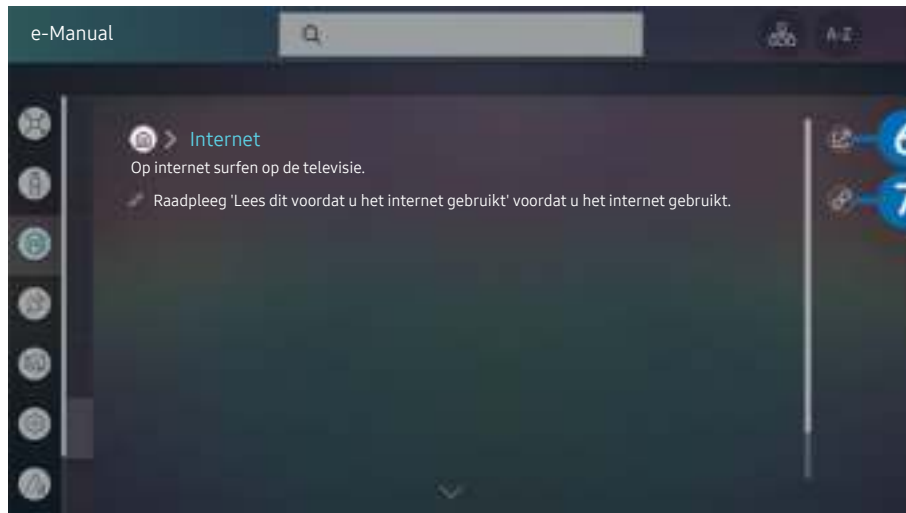 e-Manual
A-Z
Internet
Op internet surfen op de televisie.
Raadpleeg 'Lees dit voordat u het internet gebruikt' voordat u het internet gebruikt.
6
7